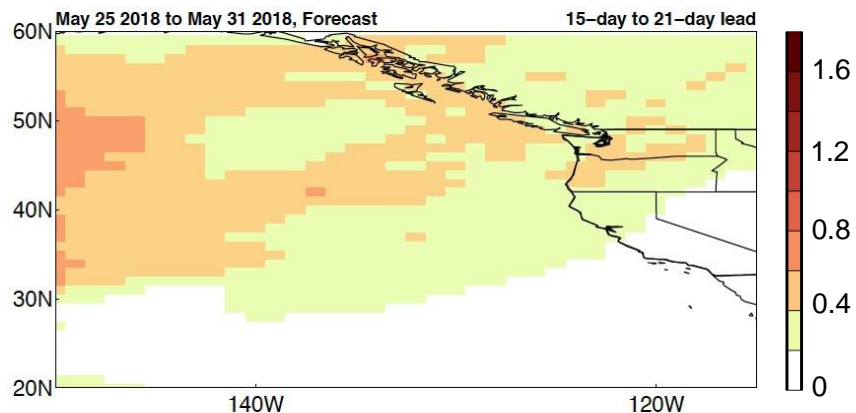 May 25 2018 to May 31 2018, Forecast 15−day to 21−day lead
60N
50N
40N
30N
20N
140W 120W
1.6
1.2
0.8
0.4
0